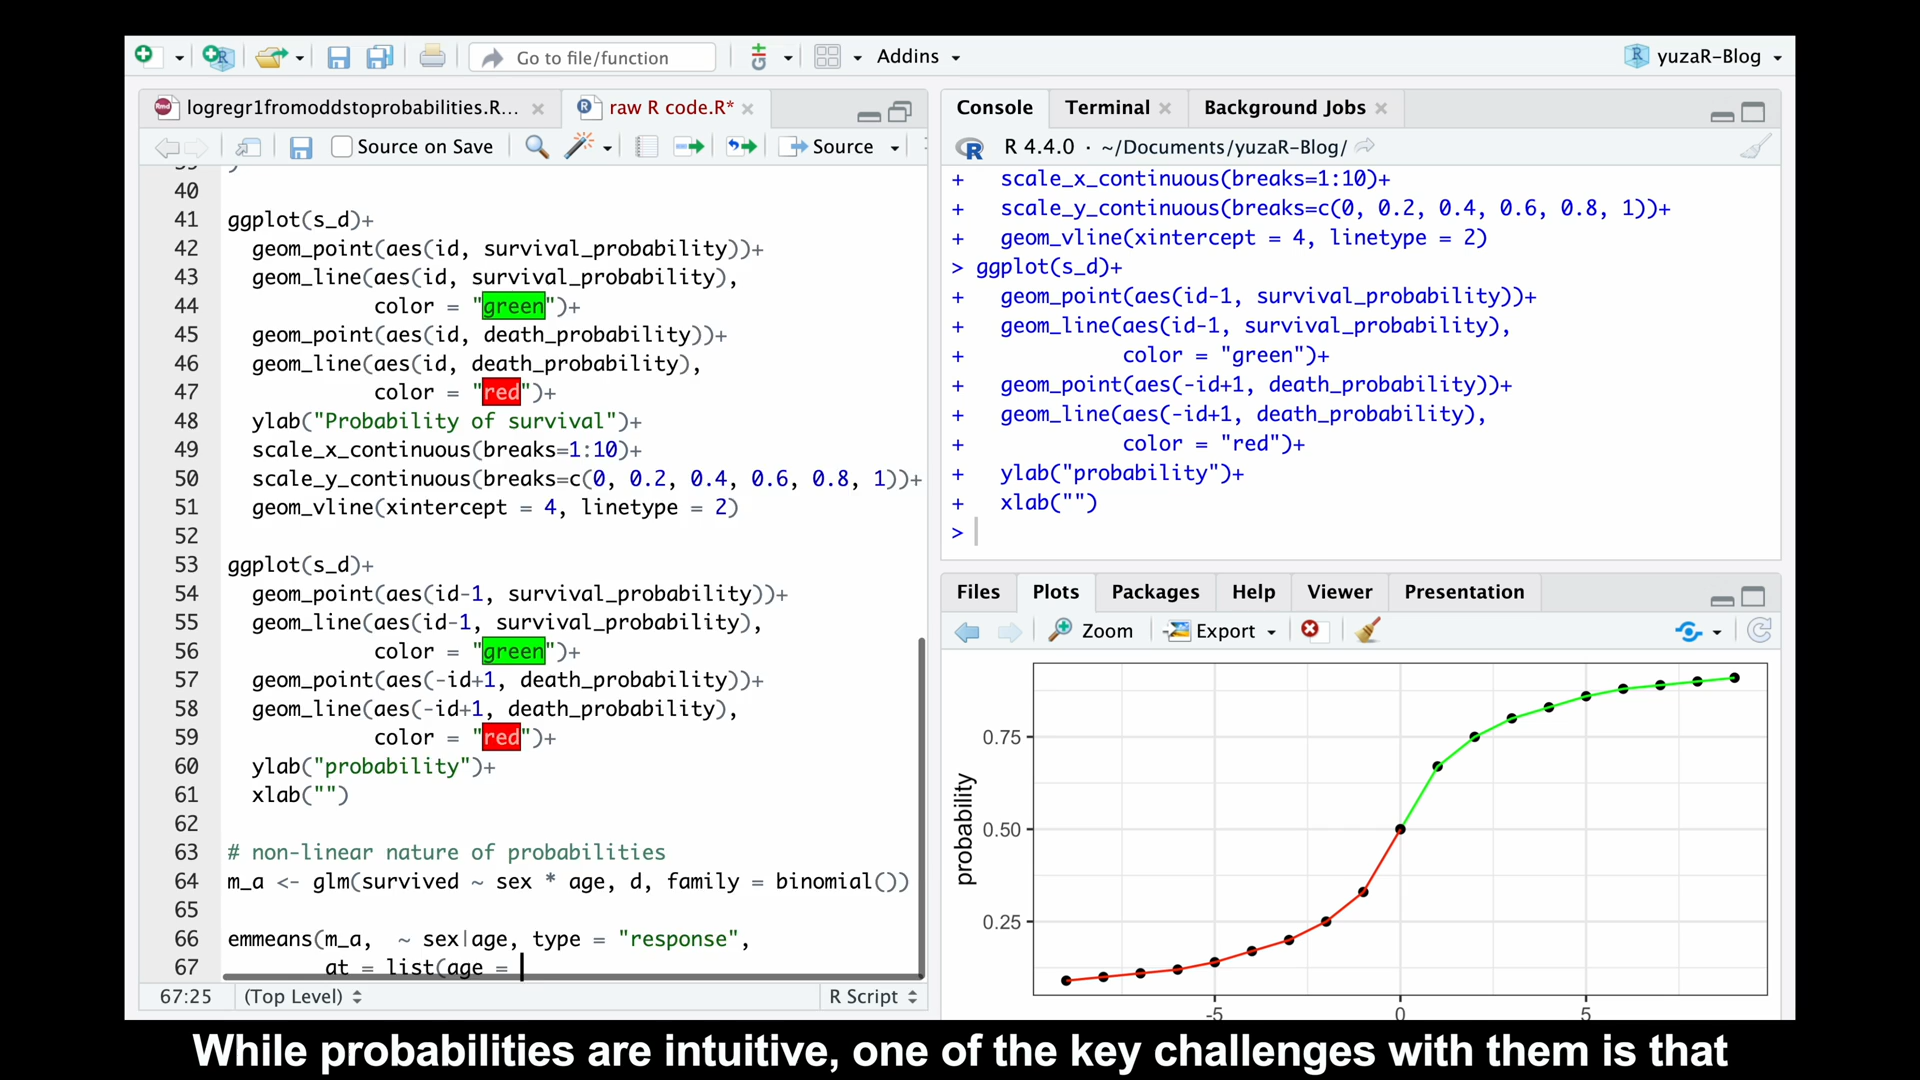 Go to file/function
Addins
yuzaR-Blog
logregr1fromoddstoprobabilities.R...
raw R code.R*
Source on Save
Source
40
41 ggplot(s_d)+
42 geom_point(aes(id, survival_probability))+
43 geom_line(aes(id, survival_probability),
44 color = "green")+
45 geom_point(aes(id, death_probability))+
46 geom_line(aes(id, death_probability),
47 color = "red")+
48 ylab("Probability of survival")+
49 scale_x_continuous(breaks=1:10)+
50 scale_y_continuous(breaks=c(0, 0.2, 0.4, 0.6, 0.8, 1))+
51 geom_vline(xintercept = 4, linetype = 2)
52
53 ggplot(s_d)+
54 geom_point(aes(id-1, survival_probability))+
55 geom_line(aes(id-1, survival_probability),
56 color = "green")+
57 geom_point(aes(-id+1, death_probability))+
58 geom_line(aes(-id+1, death_probability),
59 color = "red")+
60 ylab("probability")+
61 xlab("")
62
63 # non-linear nature of probabilities
64 m_a <- glm(survived ~ sex * age, d, family = binomial())
65
66 emmeans(m_a, ~ sex|age, type = "response",
67 at = list(age =
67:25 (Top Level) R Script
Console Terminal Background Jobs
R 4.4.0 · ~/Documents/yuzaR-Blog/
+ scale_x_continuous(breaks=1:10)+
+ scale_y_continuous(breaks=c(0, 0.2, 0.4, 0.6, 0.8, 1))+
+ geom_vline(xintercept = 4, linetype = 2)
> ggplot(s_d)+
+ geom_point(aes(id-1, survival_probability))+
+ geom_line(aes(id-1, survival_probability),
+ color = "green")+
+ geom_point(aes(-id+1, death_probability))+
+ geom_line(aes(-id+1, death_probability),
+ color = "red")+
+ ylab("probability")+
+ xlab("")
>
Files Plots Packages Help Viewer Presentation
Zoom Export
probability
0.75
0.50
0.25
-5 0 5
While probabilities are intuitive, one of the key challenges with them is that